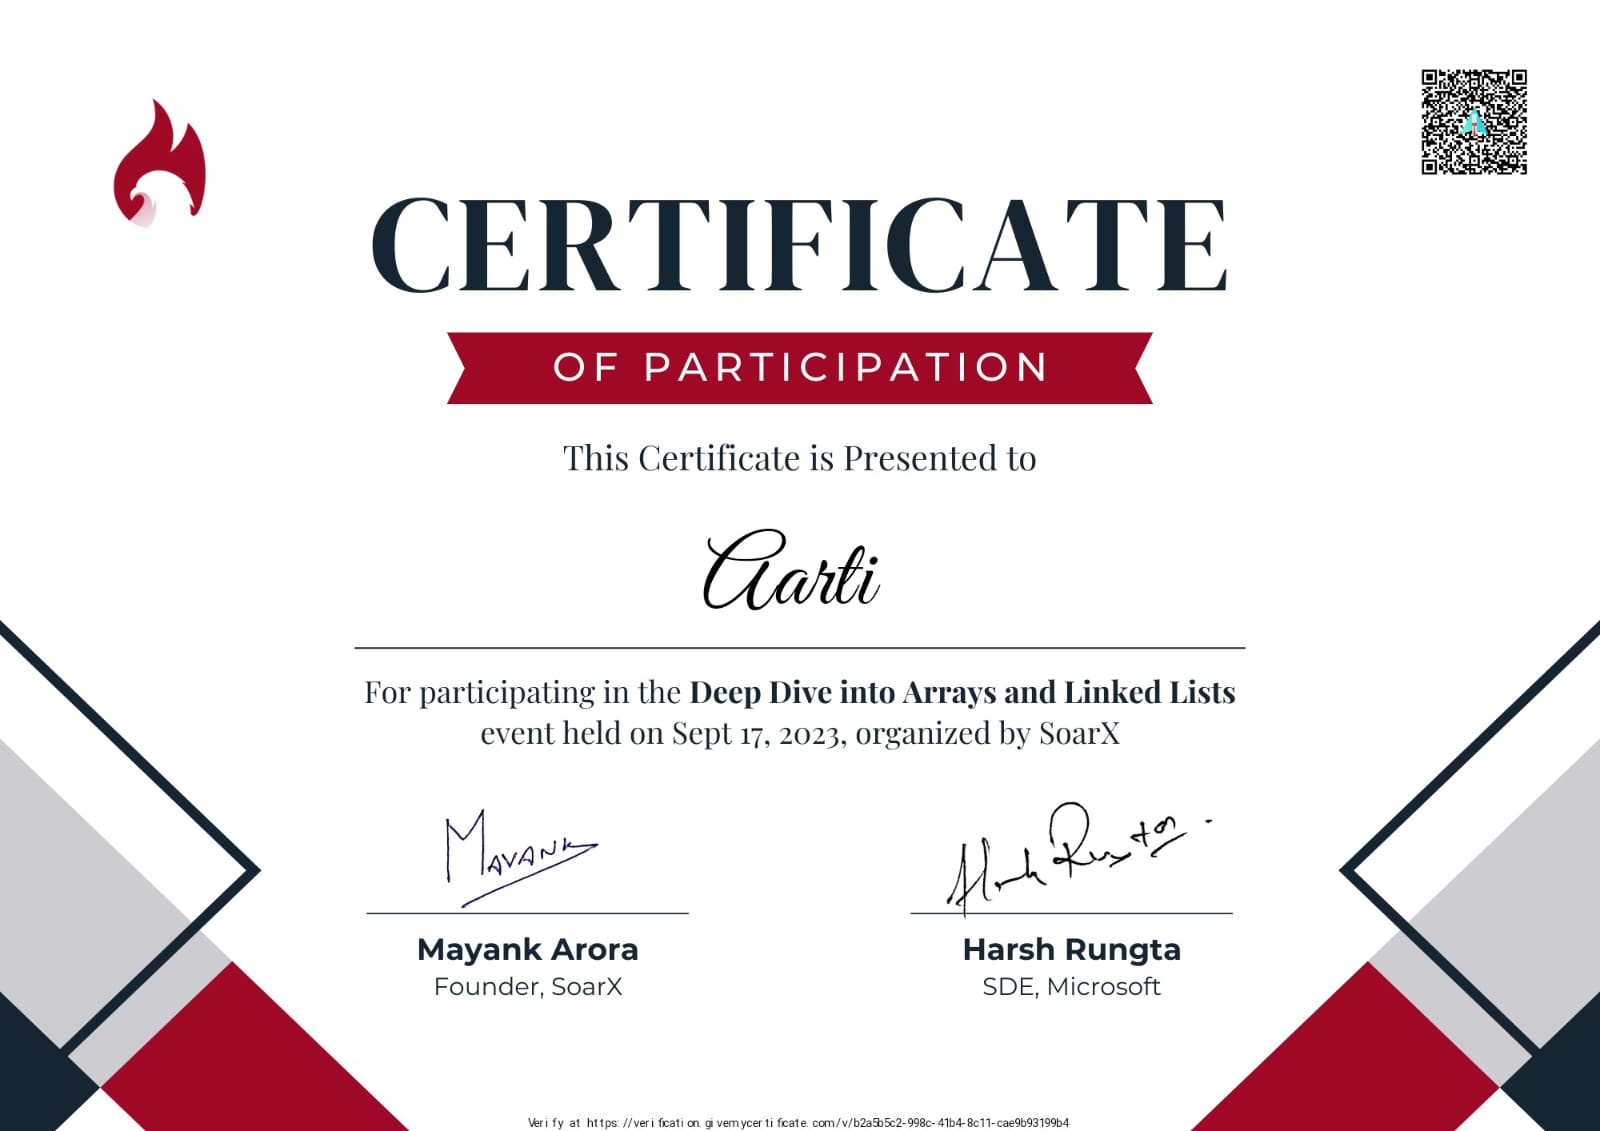 CERTIFICATE
OF PARTICIPATION
This Certificate is Presented to
Aarti
For participating in the Deep Dive into Arrays and Linked Lists
event held on Sept 17, 2023, organized by SoarX
MAYANK
Harsh Rungta
Mayank Arora
Harsh Rungta
Founder, SoarX
SDE, Microsoft
Verify at https://verification.givemycertificate.com/v/b2a5b5c2-998c-41b4-8c11-cae9b93199b4